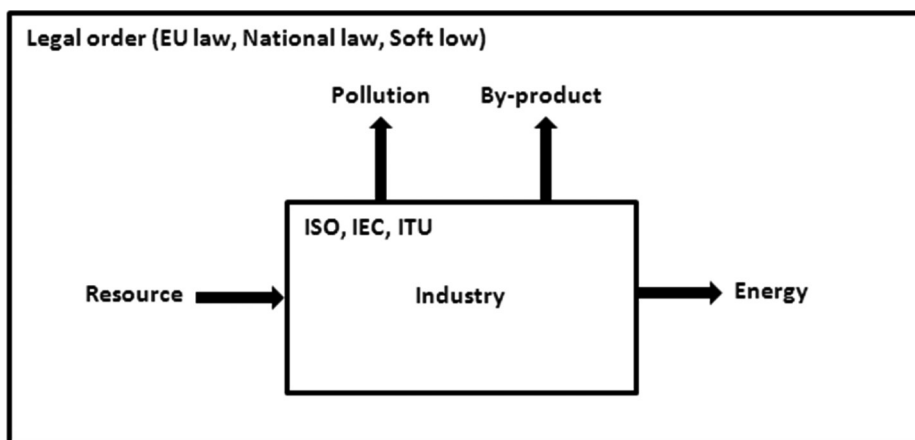 Legal order (EU law, National law, Soft low)
Pollution
By-product
ISO, IEC, ITU
Resource
Industry
Energy